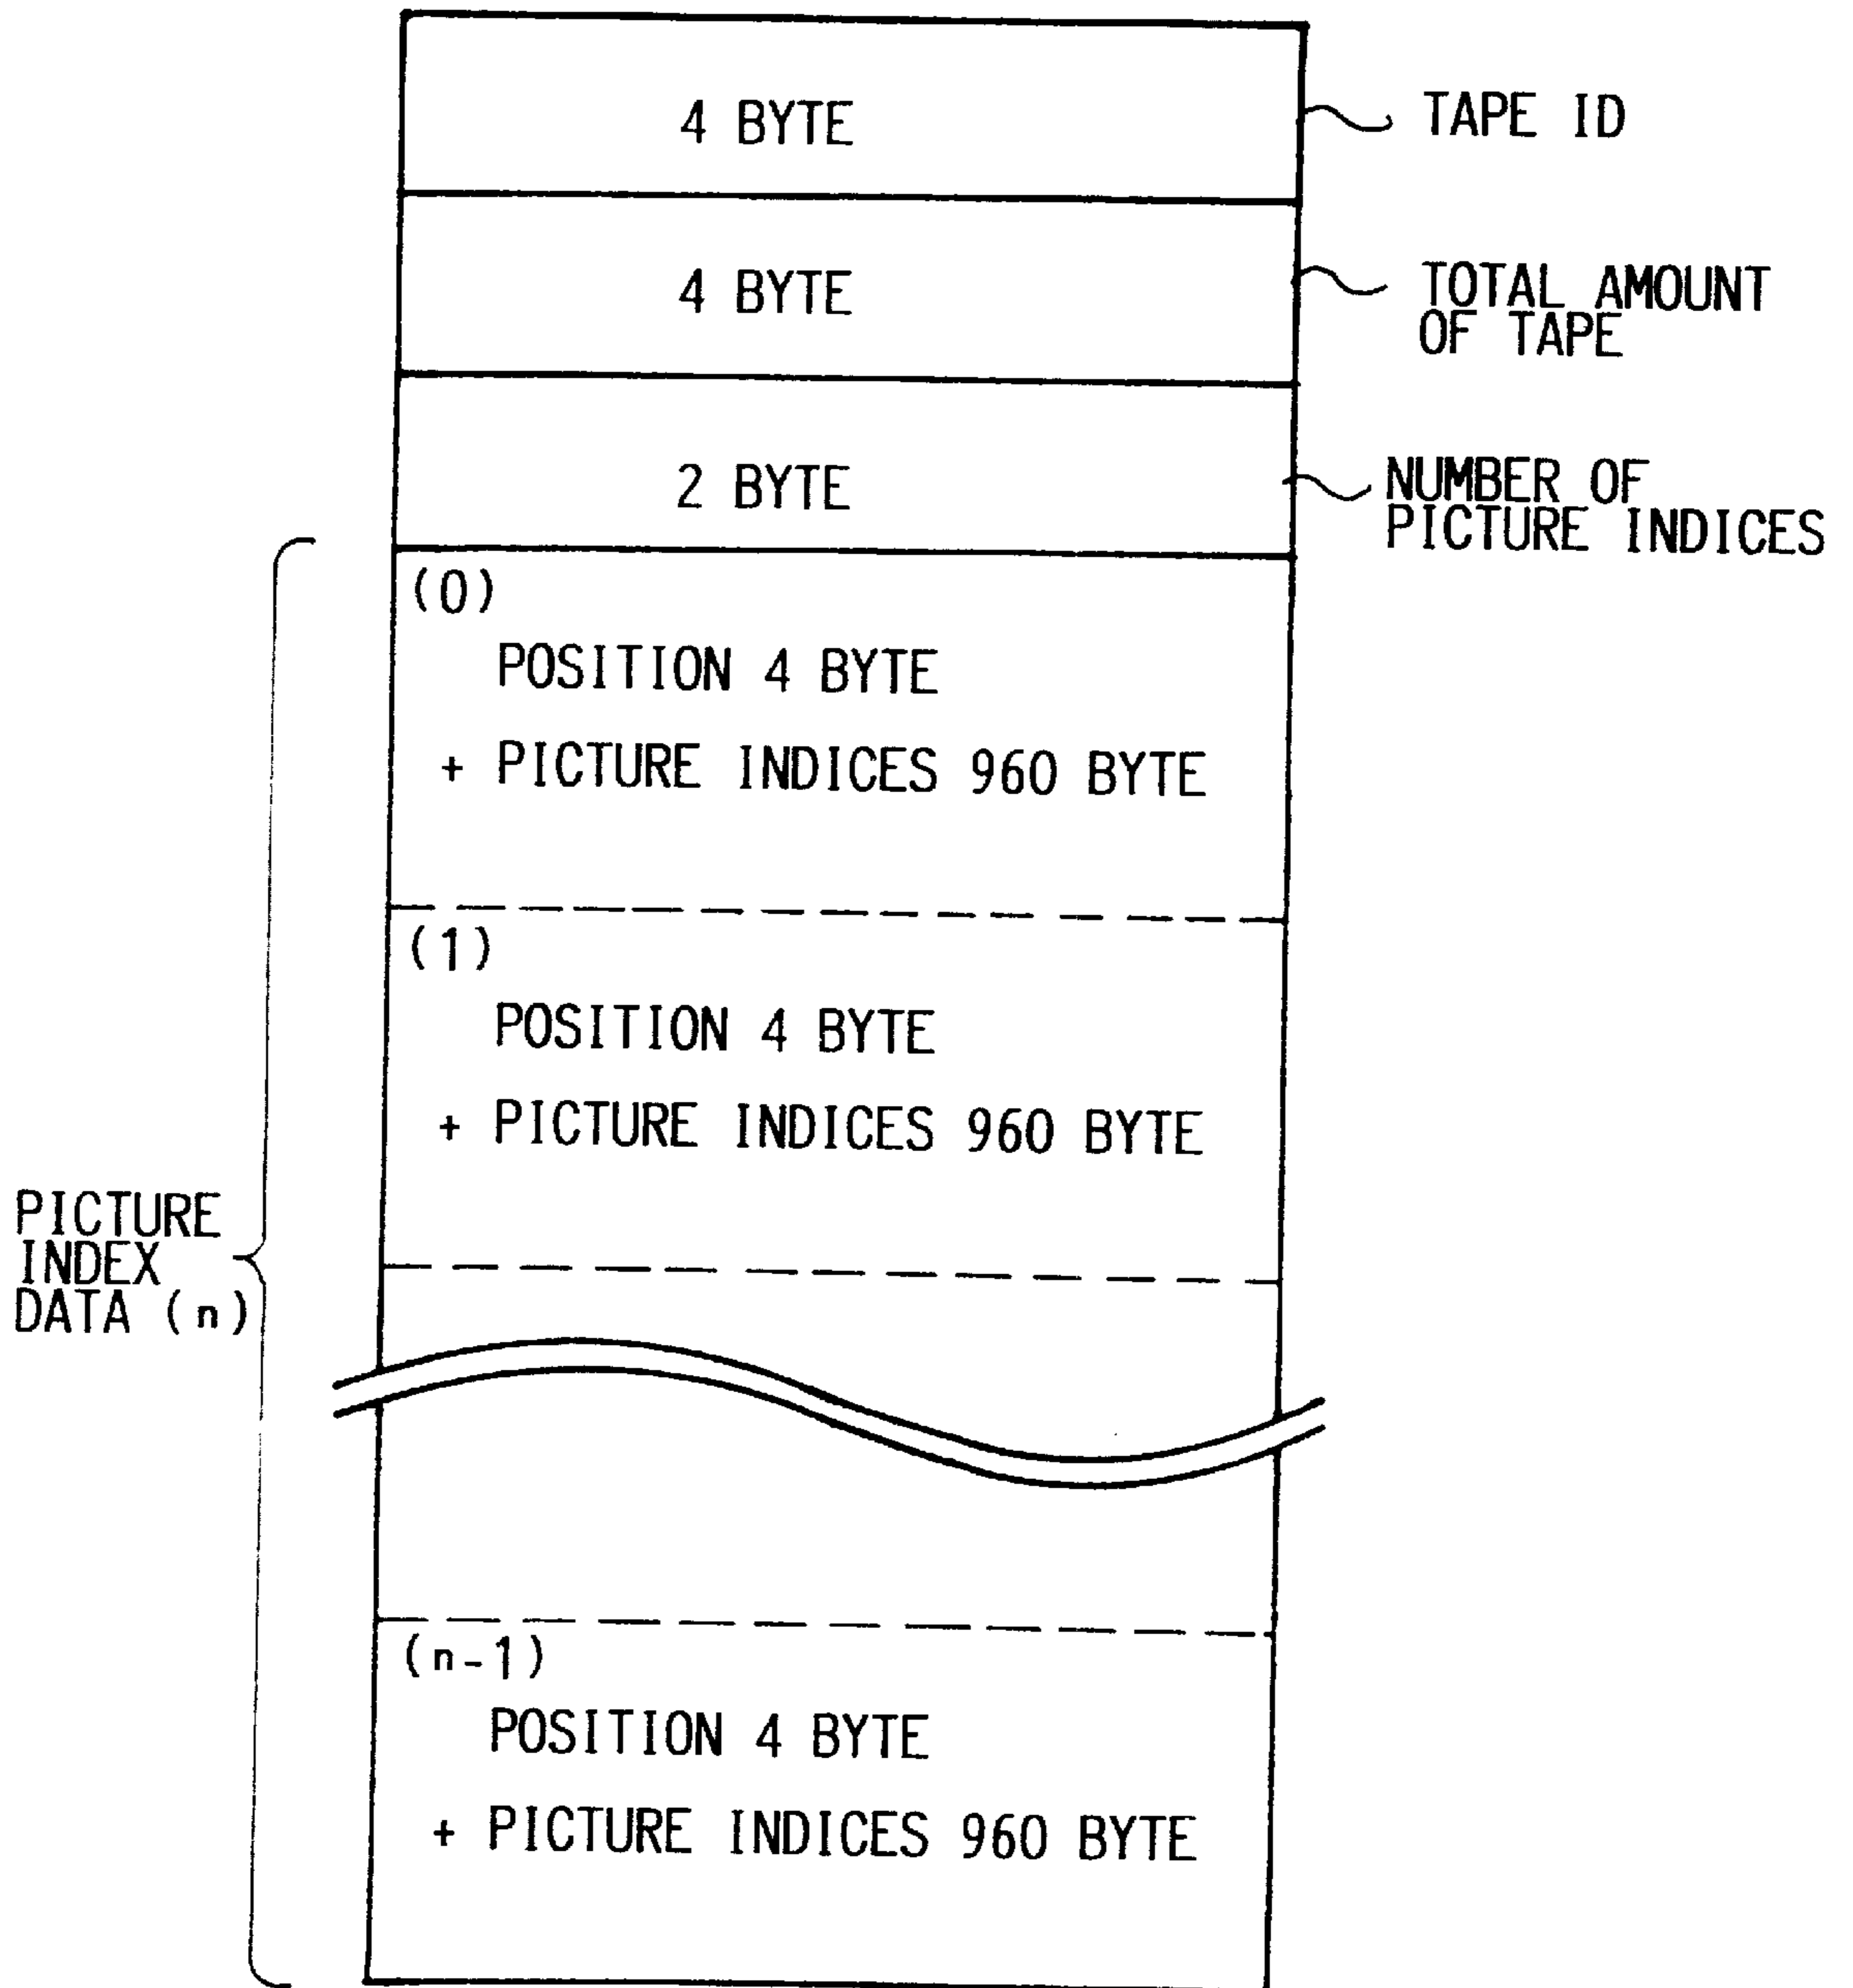 4 BYTE
TAPE ID
4 BYTE
TOTAL AMOUNT
OF TAPE
2 BYTE
NUMBER OF
PICTURE INDICES
(0)
POSITION 4 BYTE
+ PICTURE INDICES 960 BYTE
(1)
POSITION 4 BYTE
+ PICTURE INDICES 960 BYTE
PICTURE
INDEX
DATA (n)
(n-1)
POSITION 4 BYTE
+ PICTURE INDICES 960 BYTE